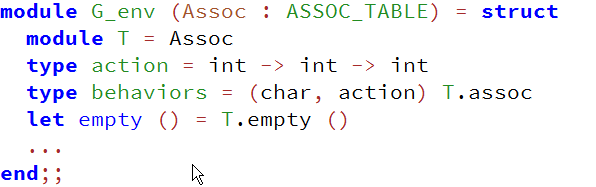 module G_env (Assoc : ASSOC_TABLE) = struct
module T = Assoc
type action = int -> int -> int
type behaviors = (char, action) T.assoc
let empty () = T.empty ()
...
end;;